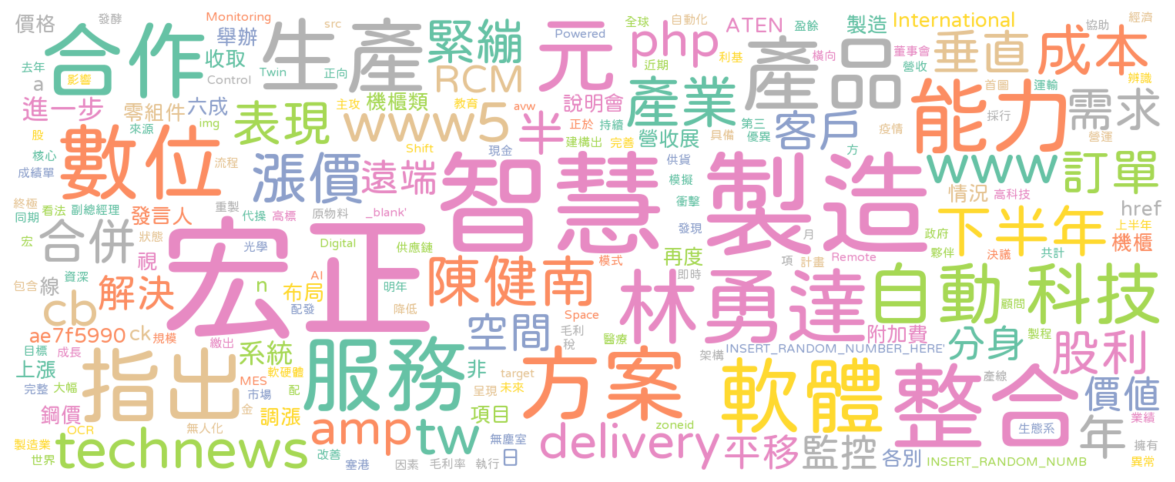 價格
發酵
合作
舉辦
Monitoring
src
生產
緊繃
元
Powered
全球
自動化
php
近期
ATEN
盈餘
製造
International
董事會
垂直
成本
協助
經濟
去年
影響
a
收取
Control
Twin
正向
RCM
利基
橫向
營收
產品
首圖
運輸
辨識
需求
進一步
零組件
六成
主攻
機櫃類
教育
avw
說明會
產業
能力
採行
股
來源
img
表現
www5
半
正於
持續
營收展
具備
第三
優異
客戶
疫情
方
營運
核心
數位
流程
漲價
Shift
現金
建構出
完善
供貨
www
訂單
成績單
遠端
智慧
模擬
製造
情況
高科技
終極
同期
看法
副總經理
發言人
重製
代操
高標
原物料
_blank'
衝擊
href
宏
合併
狀態
宏正
光學
Digital
供應鏈
發現
月
政府
下半年
上半年
機櫃
視
資深
AI
模式
再度
項
計畫
Remote
夥伴
決議
共計
包含
線
解決
n
布局
明年
陳健南
即時
林勇達
自動
科技
顧問
cb
配發
降低
Space
空間
毛利
稅
醫療
附加費
製程
ae7f5990
ck
規模
繳出
架構
INSERT_RANDOM_NUMBER_HERE'
分身
股利
目標
成長
上漲
指出
系統
軟硬體
服務
非
target
方案
產線
完整
大幅
MES
市場
配
呈現
未來
軟體
整合
價值
鋼價
金
調漲
項目
zoneid
業績
OCR
無人化
amp
tw
生態系
製造業
technews
改善
無塵室
delivery
平移
監控
年
擁有
世界
塞港
因素
毛利率
執行
日
各別
INSERT_RANDOM_NUMB
異常